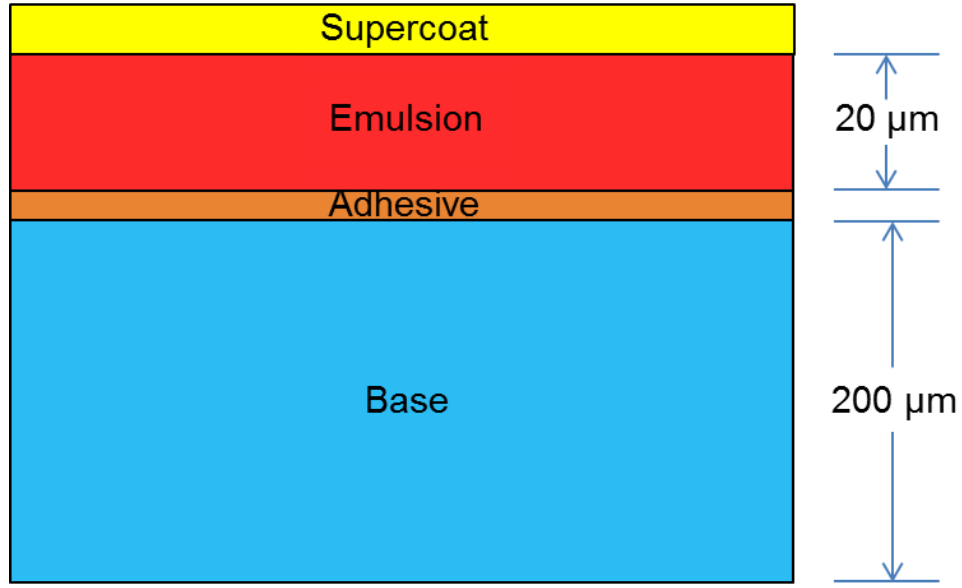 Supercoat
Emulsion
20 μm
Adhesive
Base
200 μm